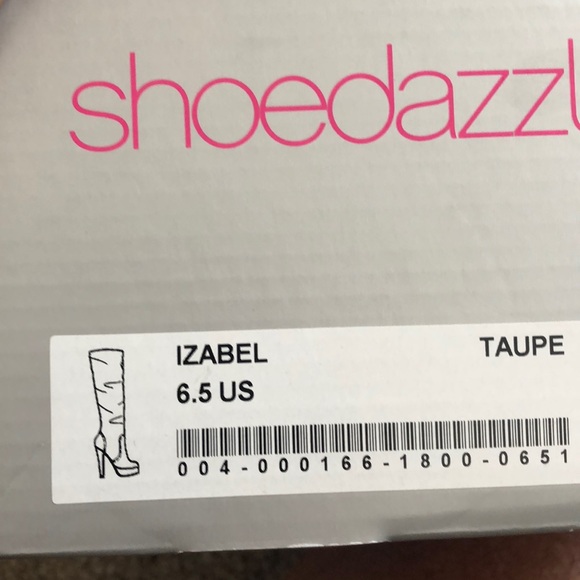 shoedazzl
IZABEL
TAUPE
6.5 US
004-000166-1800-0651